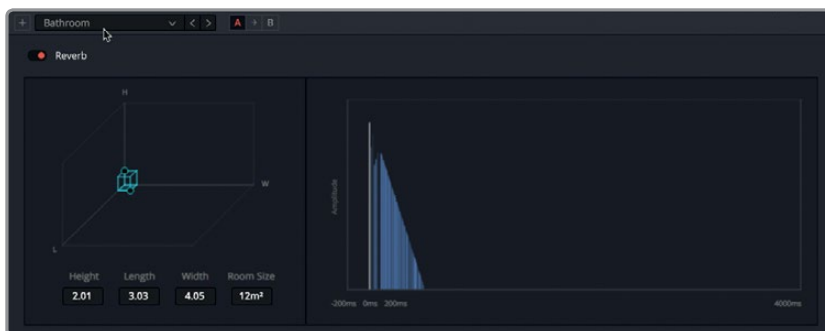 + Bathroom < > A B
Reverb
H
W
L
Height Length Width Room Size
2.01 3.03 4.05 12m²
Amplitude
-200ms 0ms 200ms 4000ms